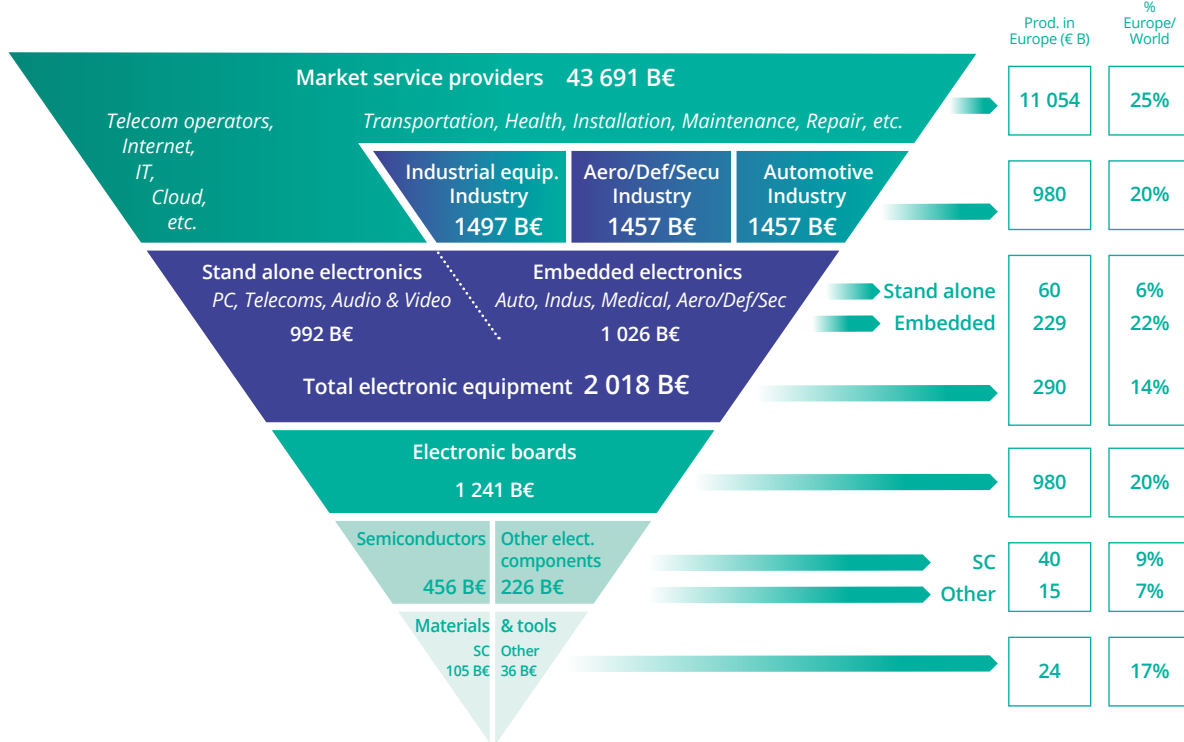 Prod. in
Europe (€ B)
%
Europe/
World
Market service providers 43 691 B€
Telecom operators,
Internet,
IT,
Cloud,
etc.
Transportation, Health, Installation, Maintenance, Repair, etc.
11 054
25%
Industrial equip.
Industry
1497 B€
Aero/Def/Secu
Industry
1457 B€
Automotive
Industry
1457 B€
980
20%
Stand alone electronics
PC, Telecoms, Audio & Video
992 B€
Embedded electronics
Auto, Indus, Medical, Aero/Def/Sec
1 026 B€
Stand alone
60
6%
Embedded
229
22%
Total electronic equipment 2 018 B€
290
14%
Electronic boards
1 241 B€
980
20%
Semiconductors
456 B€
Other elect.
components
226 B€
SC
40
9%
Other
15
7%
Materials & tools
SC
105 B€
Other
36 B€
24
17%